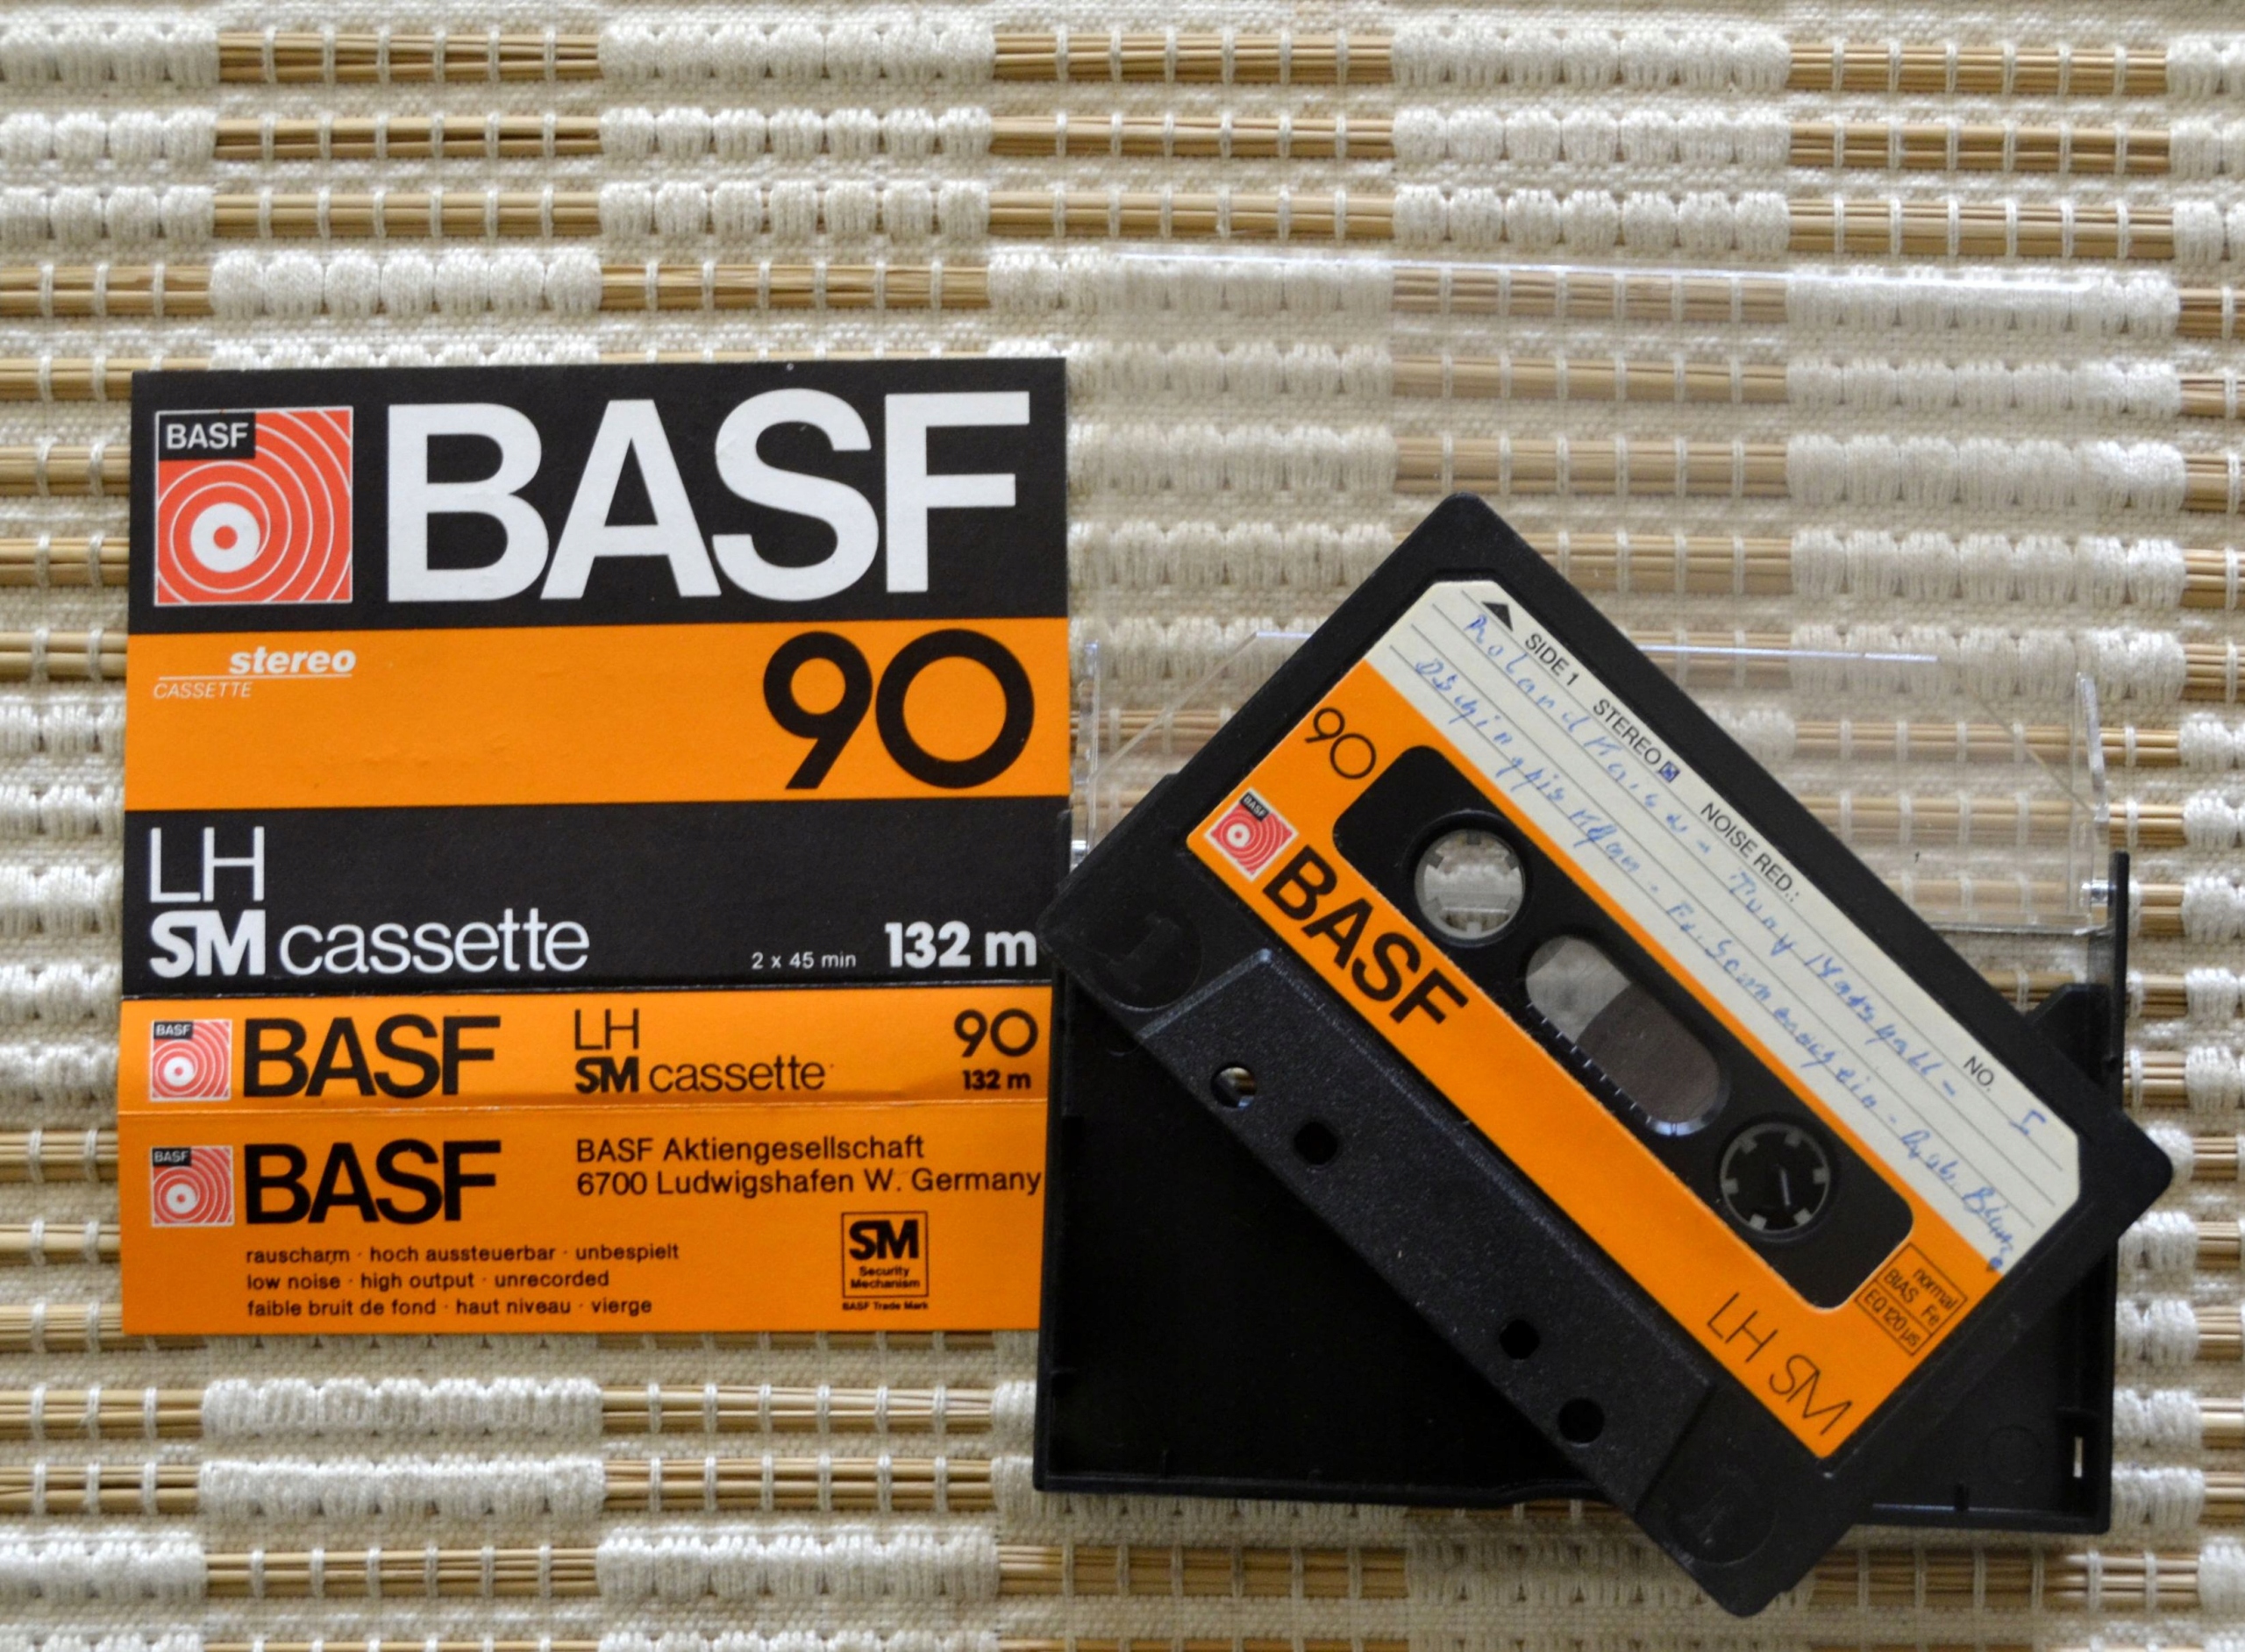 BASF
BASF
stereo
CASSETTE
90
LH
SM cassette
2 x 45 min 132 m
BASF
BASF
LH
SM cassette
90
132 m
BASF
BASF
BASF Aktiengesellschaft
6700 Ludwigshafen W. Germany
rauscharm · hoch aussteuerbar · unbespielt
low noise · high output · unrecorded
faible bruit de fond · haut niveau · vierge
SM
Security
Mechanism
BASF Trade Mark
SIDE 1 STEREO NOISE RED.: NO. I
Roland Kaiser - Tony
90
BASF
BASF
LH SM
normal
BIAS Fe
EQ 120 µs